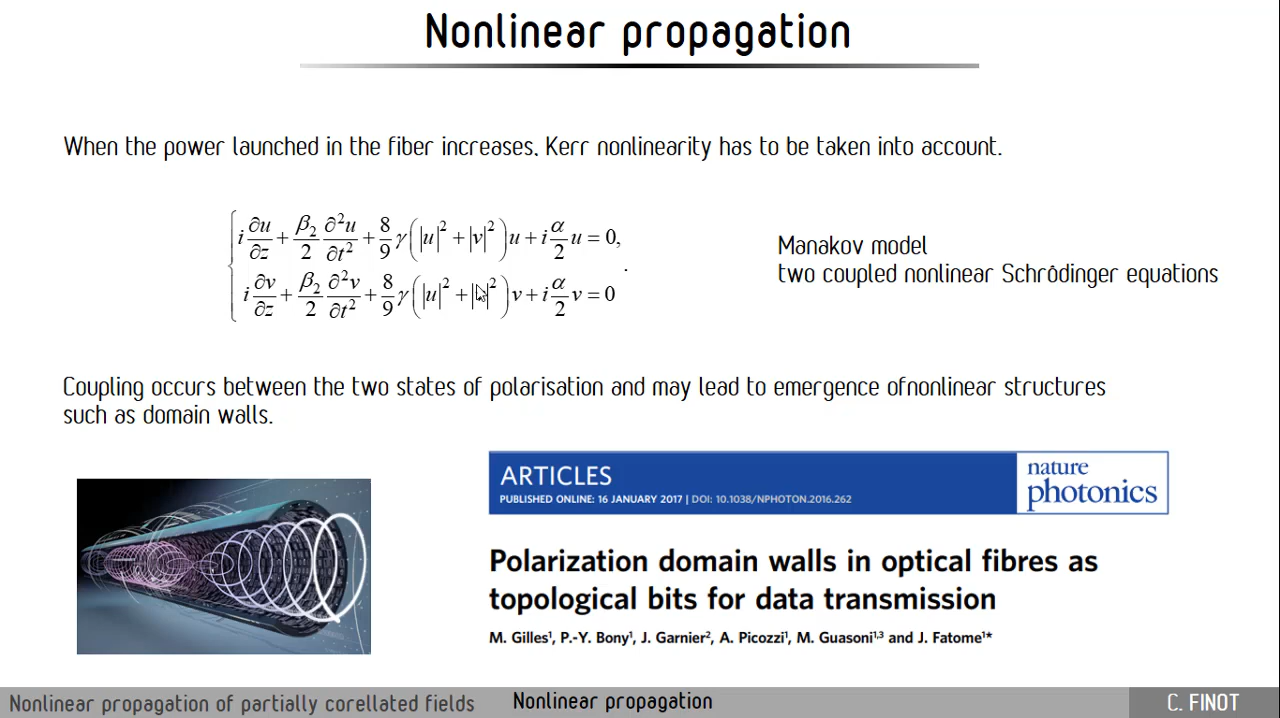 Nonlinear propagation
When the power launched in the fiber increases, Kerr nonlinearity has to be taken into account.
i ∂u/∂z + β₂/2 ∂²u/∂t² + 8/9 γ(|u|² + |v|²)u + i α/2 u = 0,
i ∂v/∂z + β₂/2 ∂²v/∂t² + 8/9 γ(|u|² + |v|²)v + i α/2 v = 0
.
Manakov model
two coupled nonlinear Schrödinger equations
Coupling occurs between the two states of polarisation and may lead to emergence ofnonlinear structures
such as domain walls.
ARTICLES
PUBLISHED ONLINE: 16 JANUARY 2017 | DOI: 10.1038/NPHOTON.2016.262
nature
photonics
Polarization domain walls in optical fibres as
topological bits for data transmission
M. Gilles¹, P.-Y. Bony¹, J. Garnier², A. Picozzi¹, M. Guasoni¹,³ and J. Fatome¹*
Nonlinear propagation of partially corellated fields
Nonlinear propagation
C. FINOT